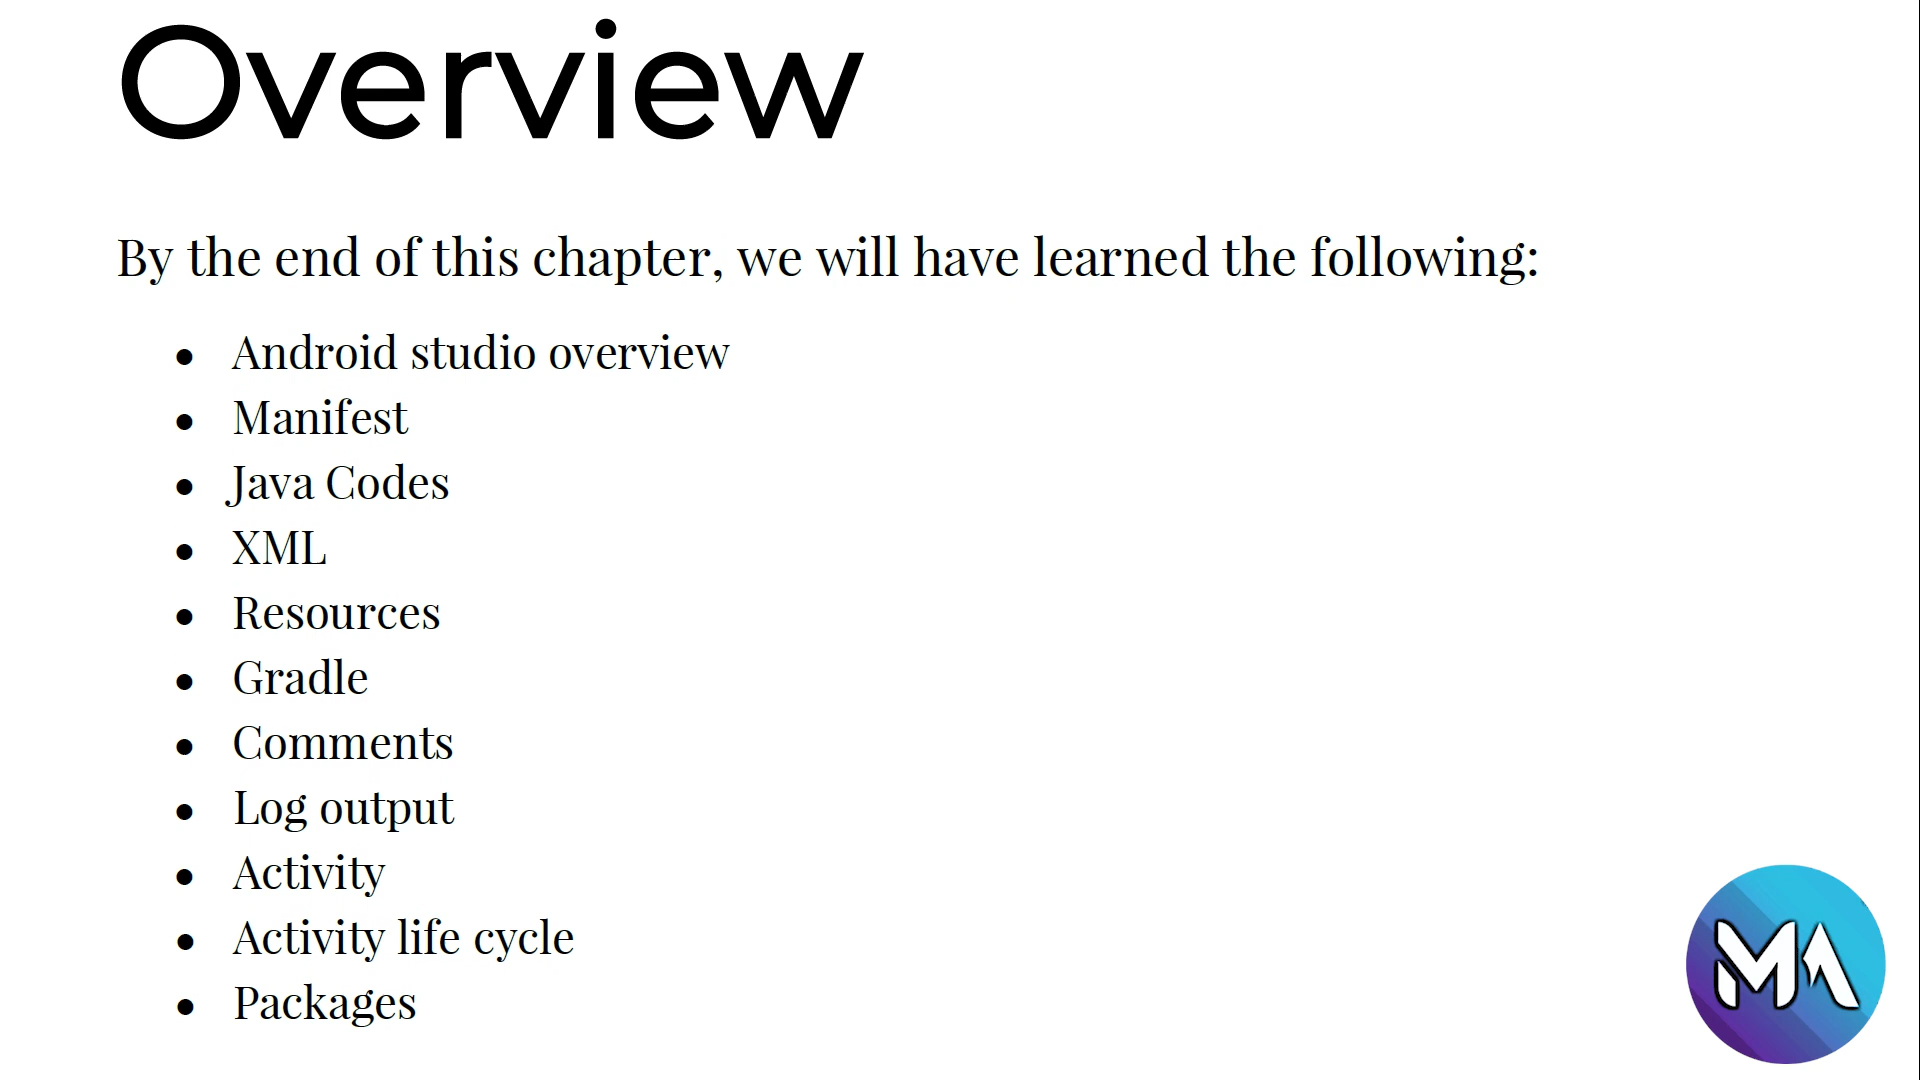 Overview
By the end of this chapter, we will have learned the following:
● Android studio overview
● Manifest
● Java Codes
● XML
● Resources
● Gradle
● Comments
● Log output
● Activity
● Activity life cycle
● Packages
MA